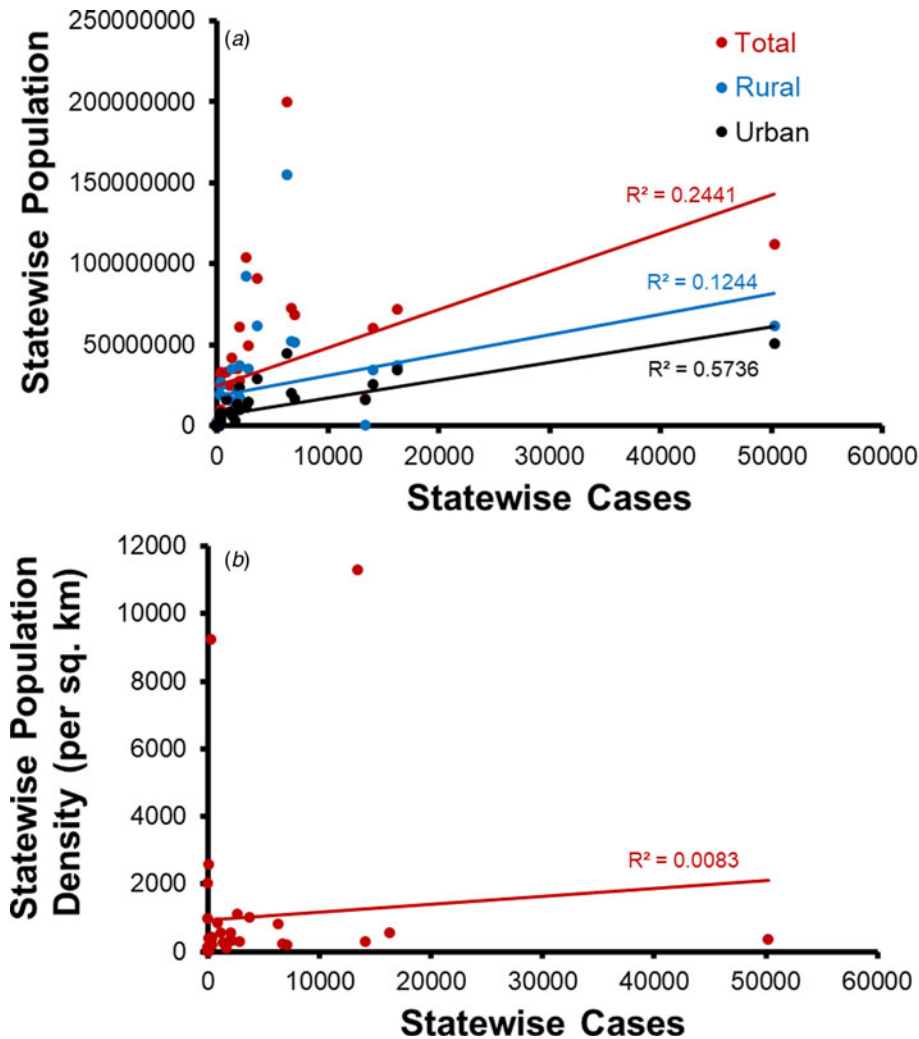 (a)
Total
Rural
Urban
Statewise Population
250000000
200000000
150000000
100000000
50000000
0
R² = 0.2441
R² = 0.1244
R² = 0.5736
0 10000 20000 30000 40000 50000 60000
Statewise Cases
(b)
Statewise Population
Density (per sq. km)
12000
10000
8000
6000
4000
2000
0
R² = 0.0083
0 10000 20000 30000 40000 50000 60000
Statewise Cases